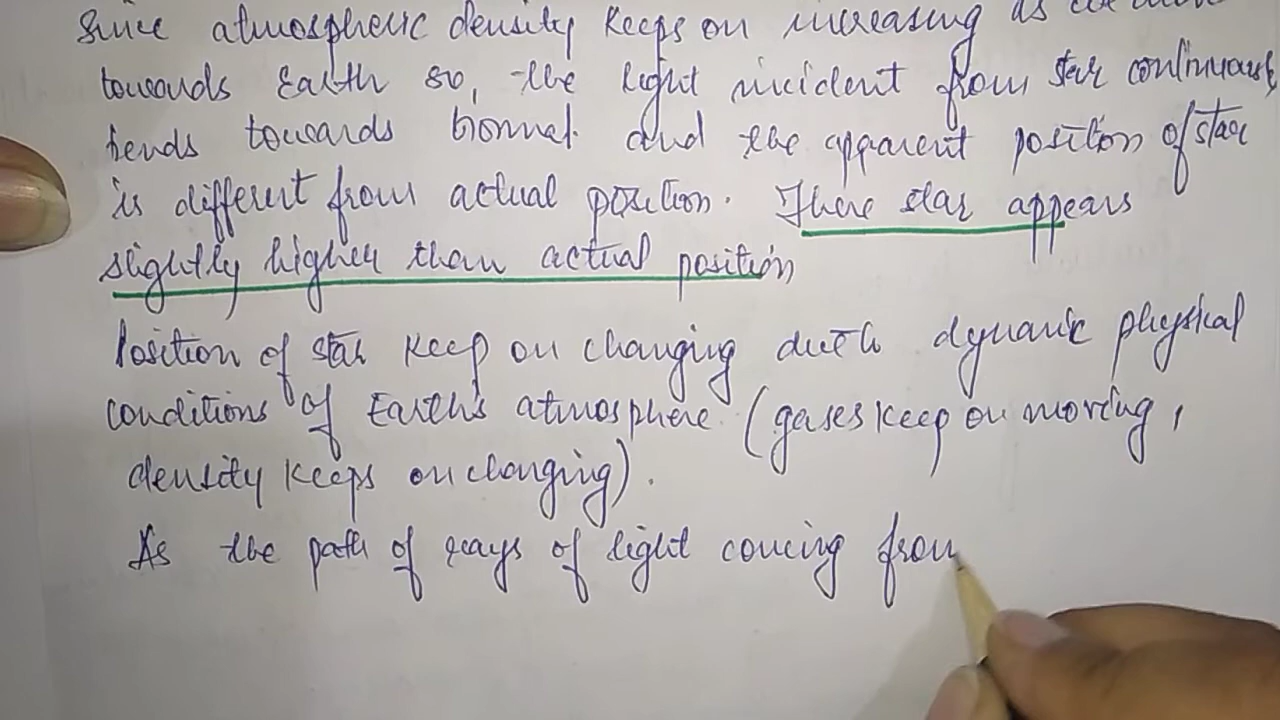 Since atmospheric density keeps on increasing as
towards Earth so, the light incident from star continuously
bends towards normal and the apparent position of star
is different from actual position. There star appears
slightly higher than actual position
Position of star keep on changing due to dynamic physical
conditions of Earth's atmosphere (gases keep on moving,
density keeps on changing).
As the path of rays of light coming from